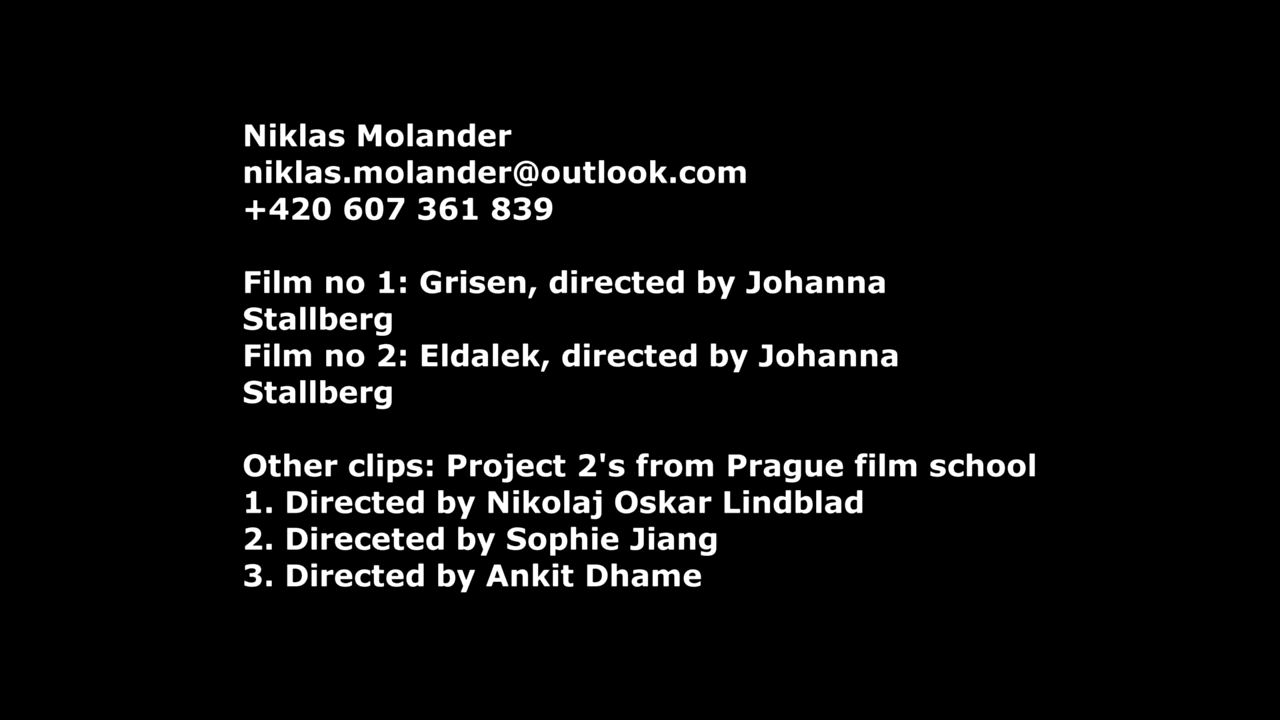 Niklas Molander
niklas.molander@outlook.com
+420 607 361 839
Film no 1: Grisen, directed by Johanna
Stallberg
Film no 2: Eldalek, directed by Johanna
Stallberg
Other clips: Project 2's from Prague film school
1. Directed by Nikolaj Oskar Lindblad
2. Direceted by Sophie Jiang
3. Directed by Ankit Dhame